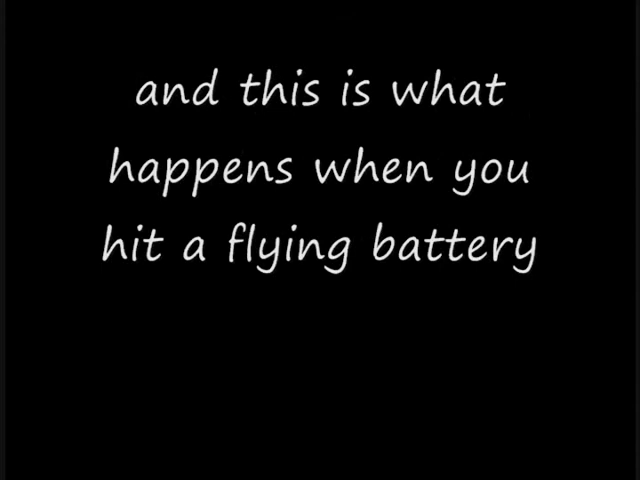 and this is what
happens when you
hit a flying battery